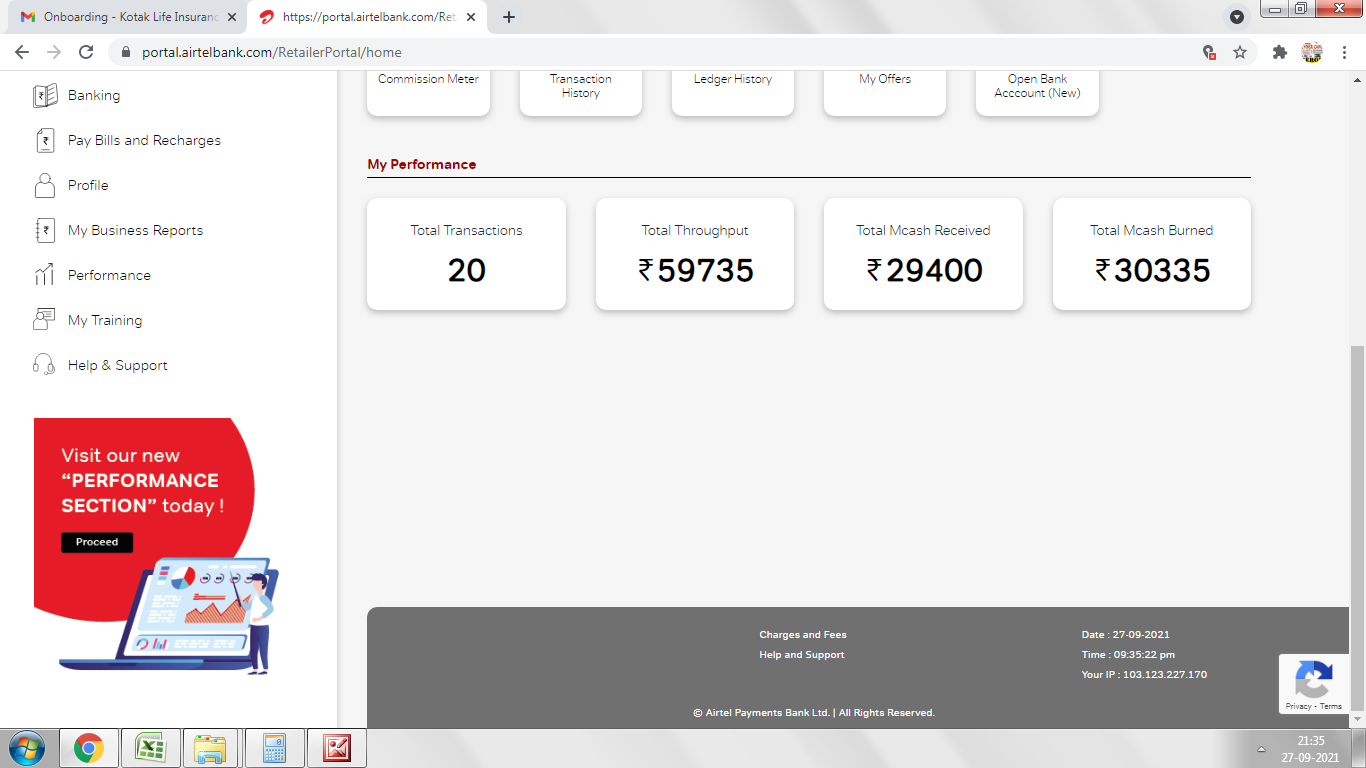 Onboarding - Kotak Life Insuranc
https://portal.airtelbank.com/Reta
portal.airtelbank.com/RetailerPortal/home
Banking
Pay Bills and Recharges
Profile
My Business Reports
Performance
My Training
Help & Support
Visit our new
“PERFORMANCE
SECTION” today !
Proceed
Commission Meter
Transaction
History
Ledger History
My Offers
Open Bank
Acccount (New)
My Performance
Total Transactions
20
Total Throughput
₹59735
Total Mcash Received
₹29400
Total Mcash Burned
₹30335
Charges and Fees
Help and Support
Date : 27-09-2021
Time : 09:35:22 pm
Your IP : 103.123.227.170
© Airtel Payments Bank Ltd. | All Rights Reserved.
Privacy - Terms
21:35
27-09-2021